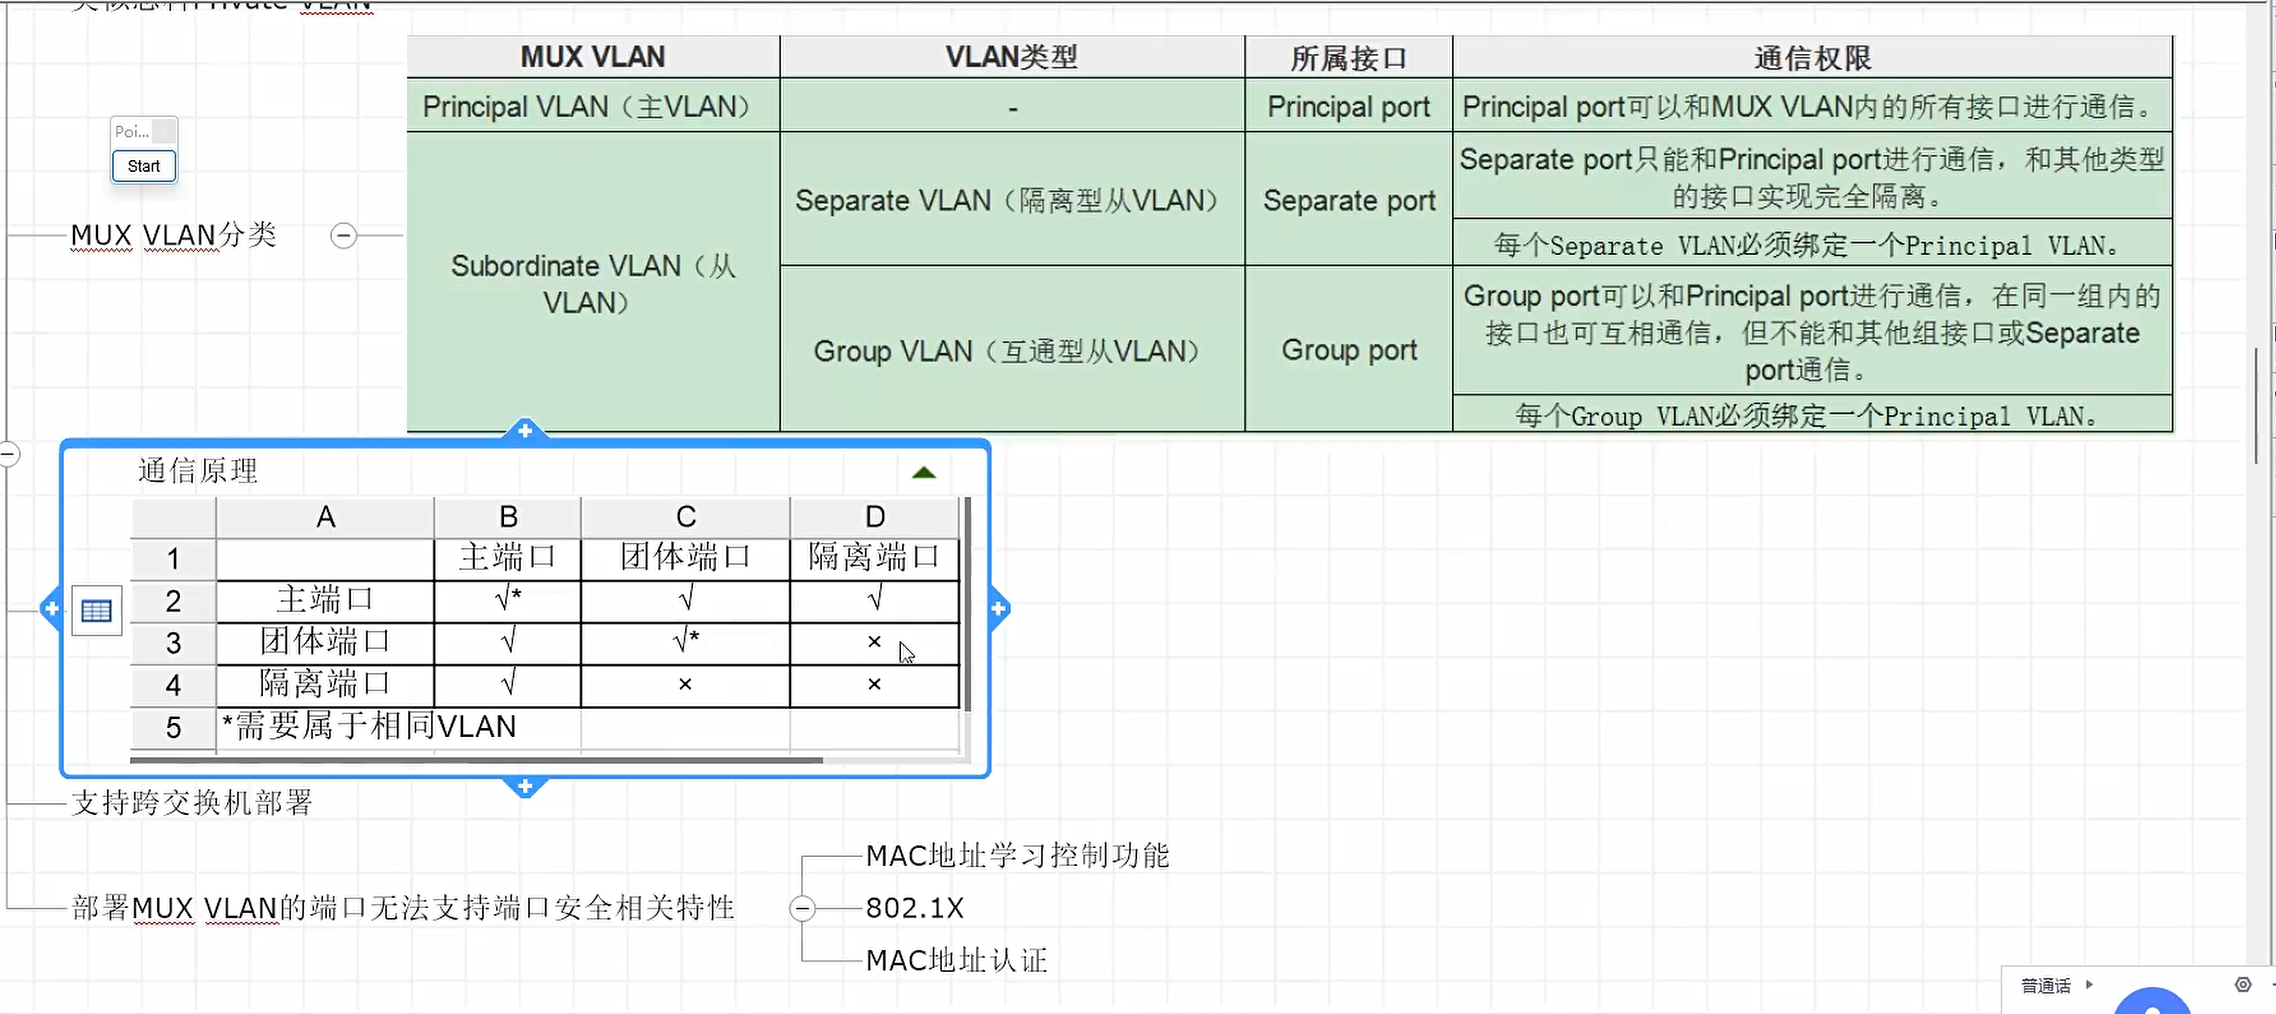 类似思科Private VLAN
MUX VLAN
VLAN类型
所属接口
通信权限
Principal VLAN（主VLAN）
-
Principal port
Principal port可以和MUX VLAN内的所有接口进行通信。
Poi...
Start
MUX VLAN分类
Subordinate VLAN（从
VLAN）
Separate VLAN（隔离型从VLAN）
Separate port
Separate port只能和Principal port进行通信，和其他类型
的接口实现完全隔离。
每个Separate VLAN必须绑定一个Principal VLAN。
Group VLAN（互通型从VLAN）
Group port
Group port可以和Principal port进行通信，在同一组内的
接口也可互相通信，但不能和其他组接口或Separate
port通信。
每个Group VLAN必须绑定一个Principal VLAN。
通信原理
A B C D
1 主端口 团体端口 隔离端口
2 主端口 √* √ √
3 团体端口 √ √* ×
4 隔离端口 √ × ×
5 *需要属于相同VLAN
支持跨交换机部署
部署MUX VLAN的端口无法支持端口安全相关特性
MAC地址学习控制功能
802.1X
MAC地址认证
普通话